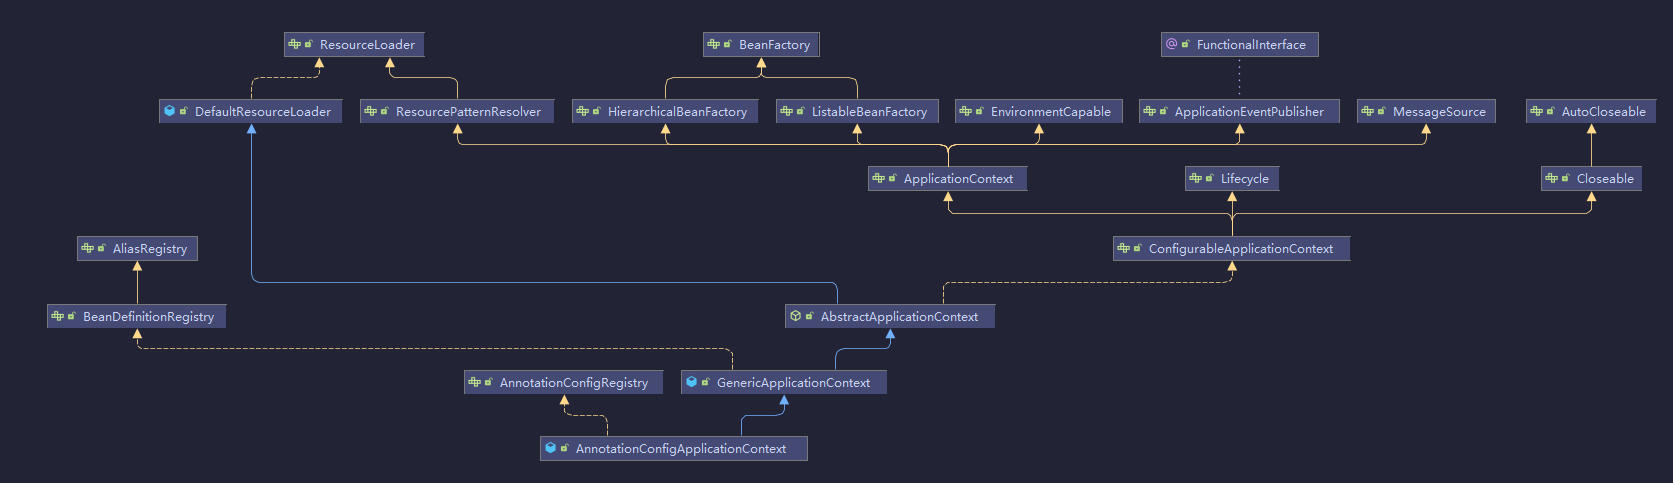 ResourceLoader
BeanFactory
@ FunctionalInterface
DefaultResourceLoader
ResourcePatternResolver
HierarchicalBeanFactory
ListableBeanFactory
EnvironmentCapable
ApplicationEventPublisher
MessageSource
AutoCloseable
ApplicationContext
Lifecycle
Closeable
AliasRegistry
ConfigurableApplicationContext
BeanDefinitionRegistry
AbstractApplicationContext
AnnotationConfigRegistry
GenericApplicationContext
AnnotationConfigApplicationContext